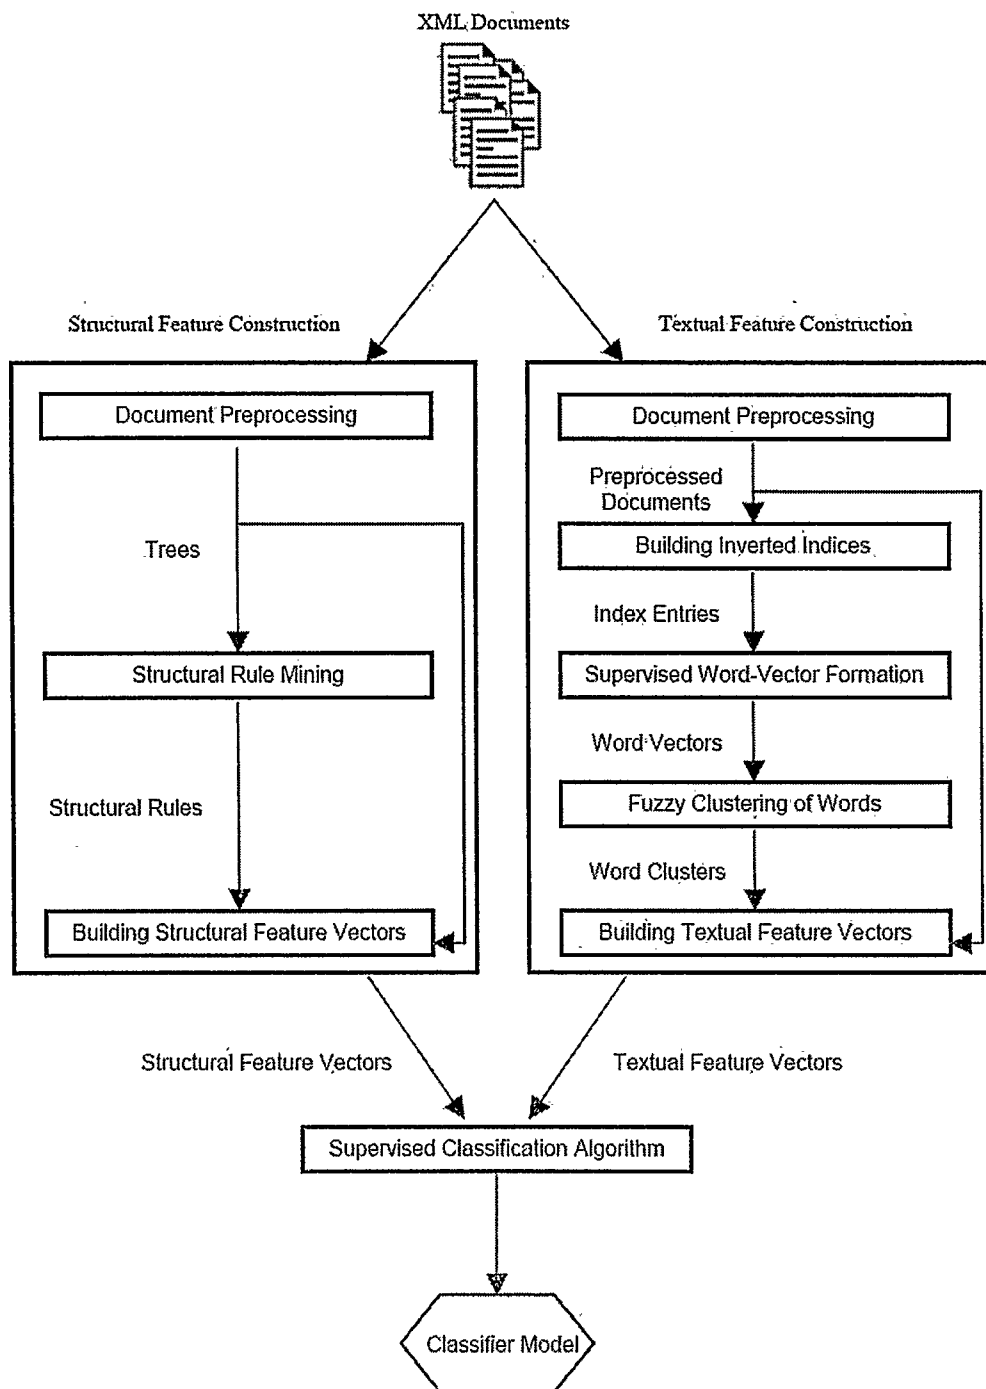 XML Documents
Structural Feature Construction
Document Preprocessing
Trees
Structural Rule Mining
Structural Rules
Building Structural Feature Vectors
Textual Feature Construction
Document Preprocessing
Preprocessed
Documents
Building Inverted Indices
Index Entries
Supervised Word-Vector Formation
Word Vectors
Fuzzy Clustering of Words
Word Clusters
Building Textual Feature Vectors
Structural Feature Vectors
Textual Feature Vectors
Supervised Classification Algorithm
Classifier Model